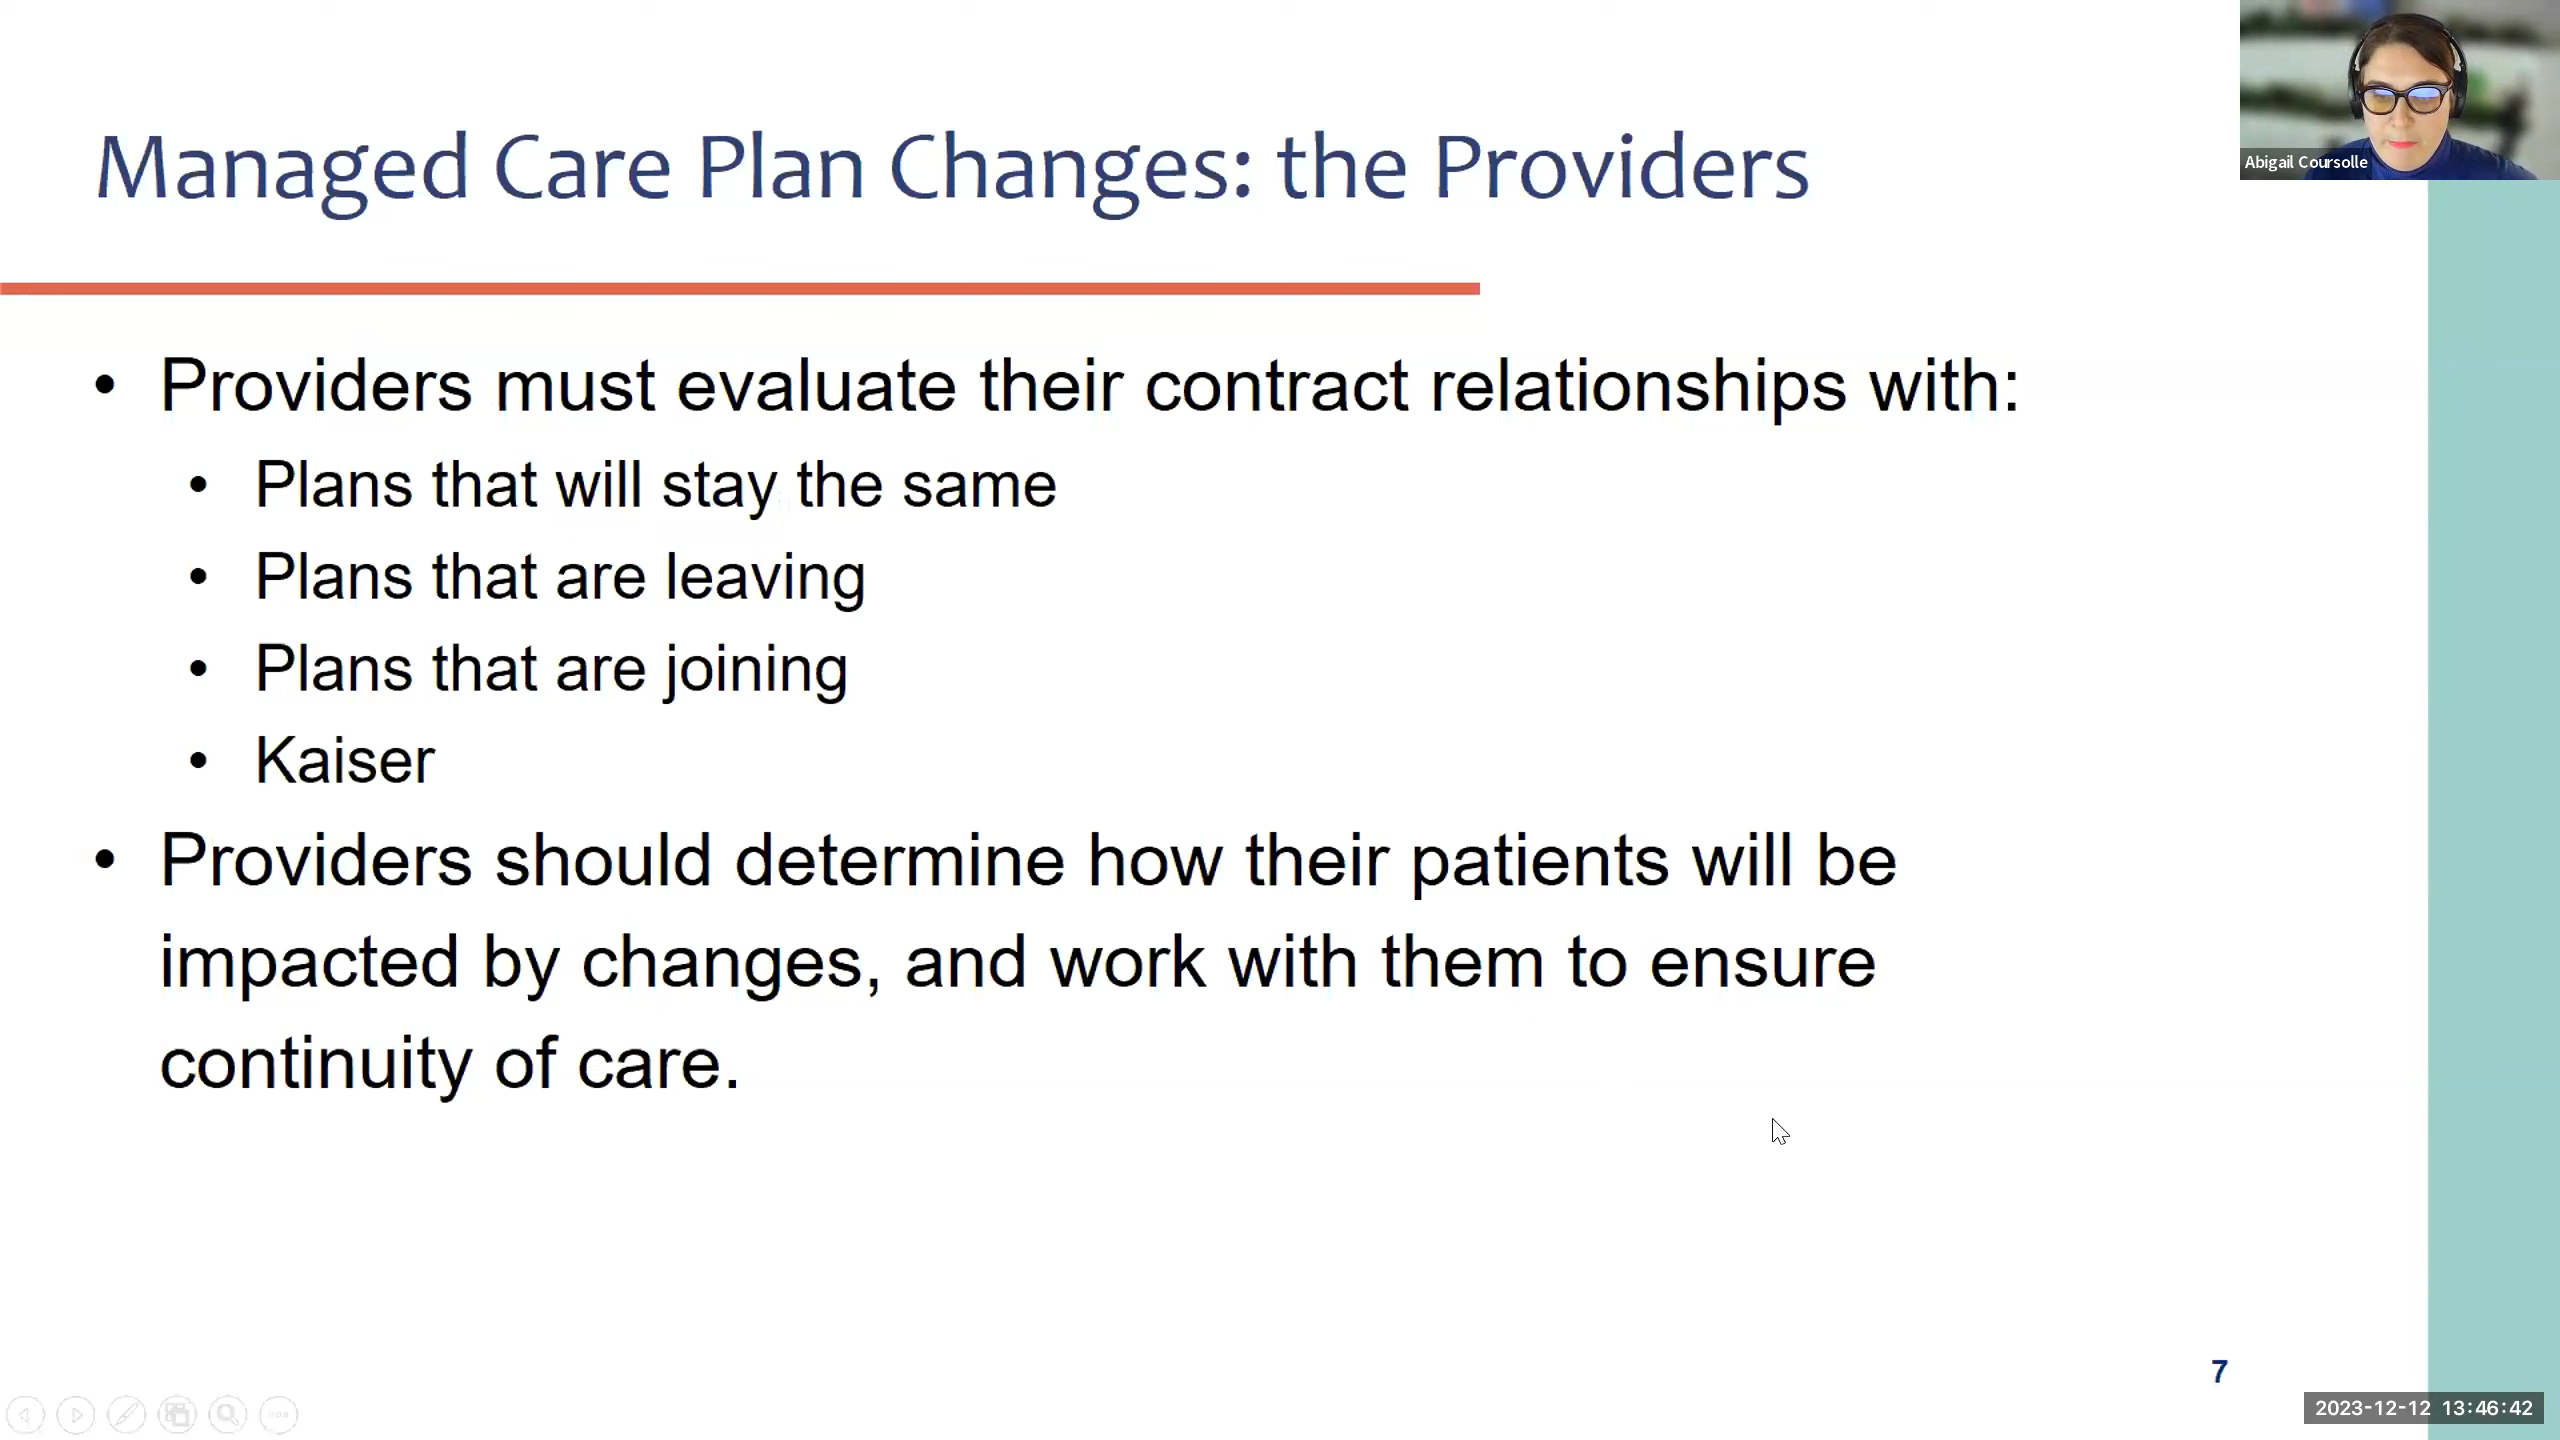 Managed Care Plan Changes: the Providers
Abigail Coursolle
• Providers must evaluate their contract relationships with:
• Plans that will stay the same
• Plans that are leaving
• Plans that are joining
• Kaiser
• Providers should determine how their patients will be
impacted by changes, and work with them to ensure
continuity of care.
7
2023-12-12 13:46:42